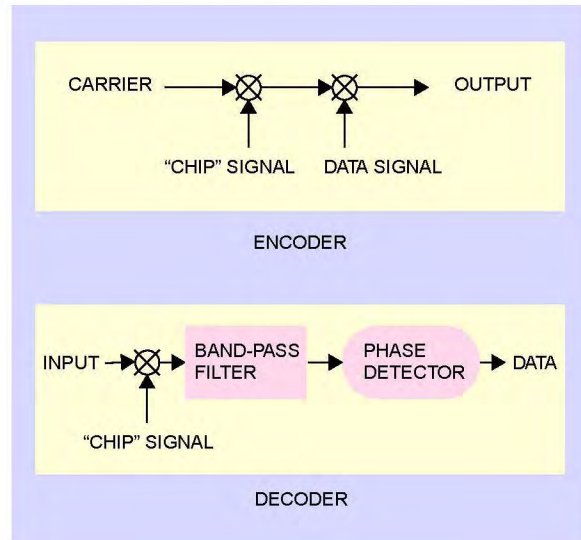 CARRIER
OUTPUT
“CHIP” SIGNAL
DATA SIGNAL
ENCODER
INPUT
BAND-PASS
FILTER
PHASE
DETECTOR
DATA
“CHIP” SIGNAL
DECODER